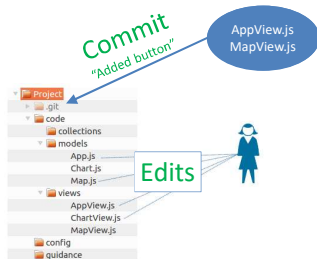 Commit
"Added button"
AppView.js
MapView.js
Project
.git
code
collections
models
App.js
Chart.js
Map.js
Edits
views
AppView.js
ChartView.js
MapView.js
config
guidance